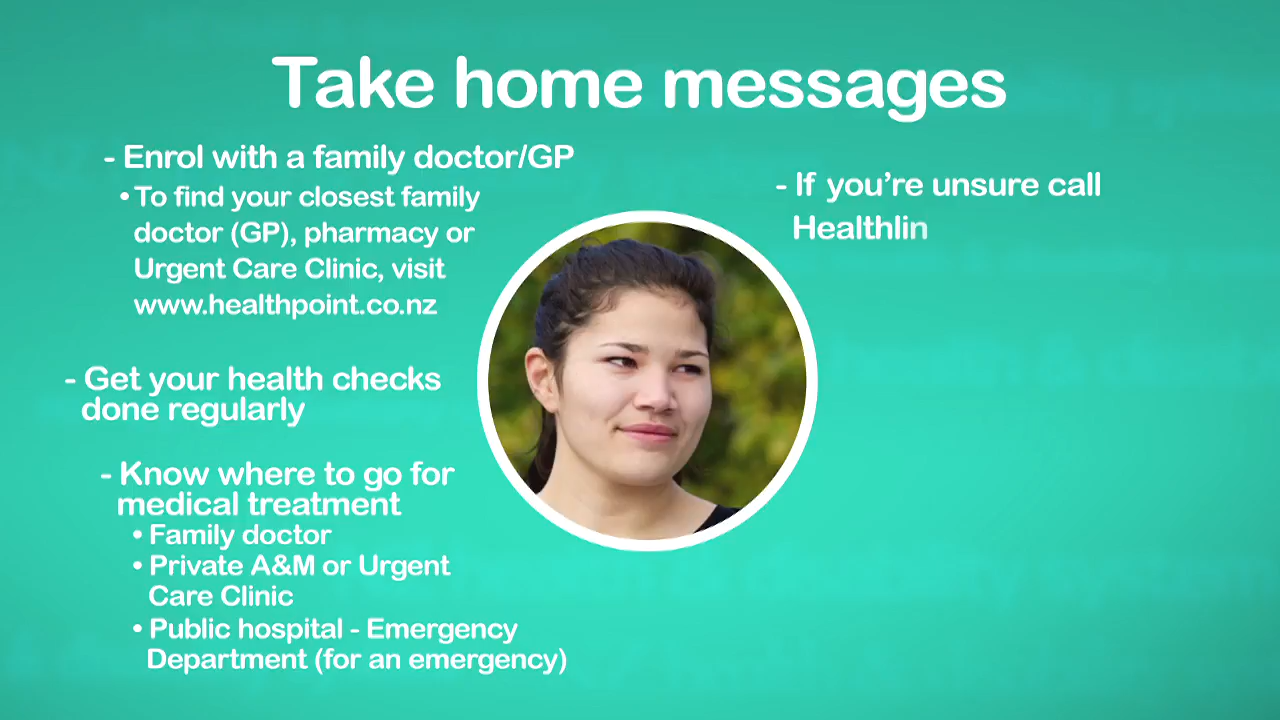 Take home messages
- Enrol with a family doctor/GP
• To find your closest family
doctor (GP), pharmacy or
Urgent Care Clinic, visit
www.healthpoint.co.nz
- Get your health checks
done regularly
- Know where to go for
medical treatment
• Family doctor
• Private A&M or Urgent
Care Clinic
• Public hospital - Emergency
Department (for an emergency)
- If you're unsure call
Healthlin